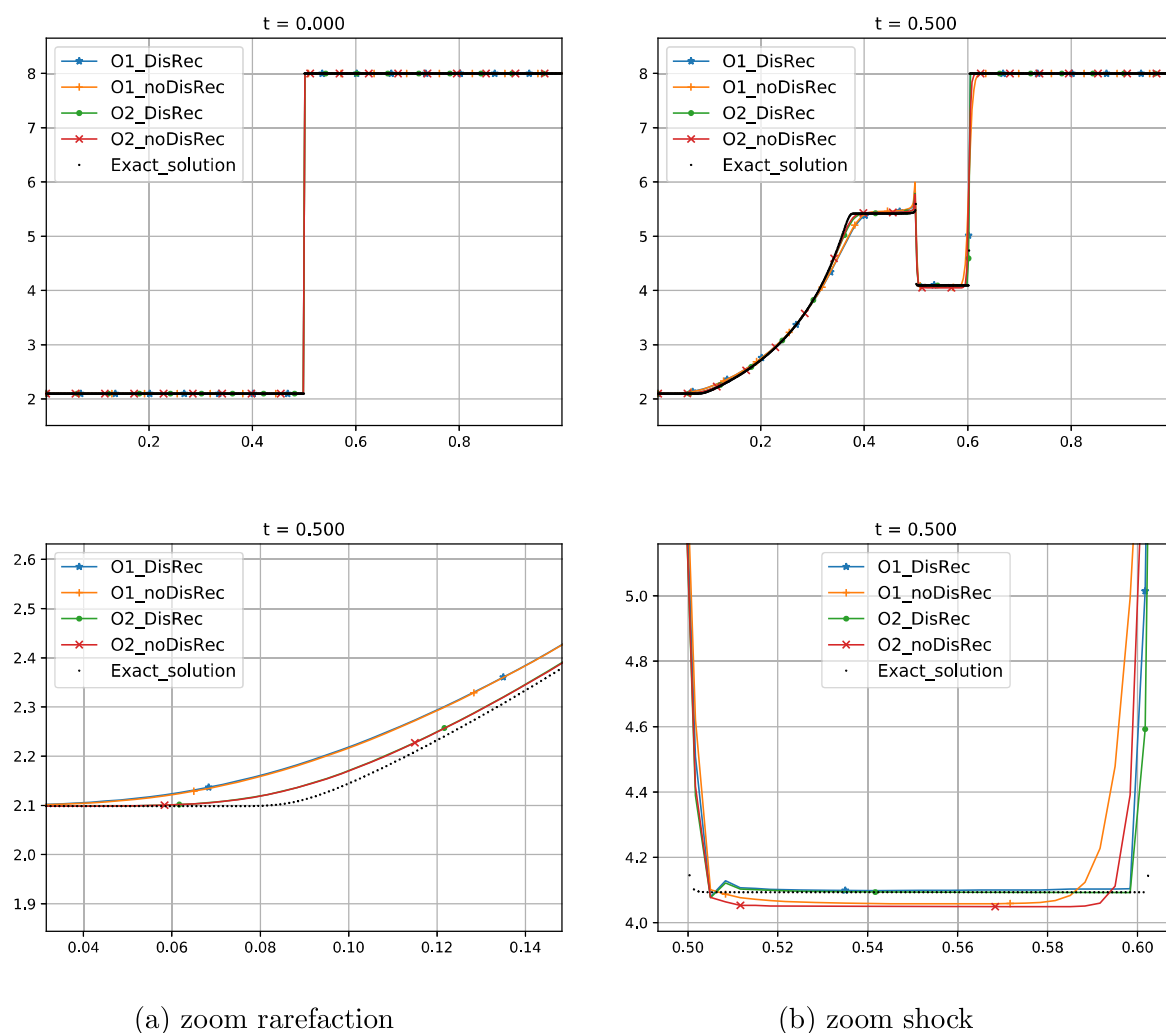 t = 0.000
8
7
6
5
4
3
2
O1_DisRec
O1_noDisRec
O2_DisRec
O2_noDisRec
Exact_solution
0.2 0.4 0.6 0.8
t = 0.500
8
7
6
5
4
3
2
O1_DisRec
O1_noDisRec
O2_DisRec
O2_noDisRec
Exact_solution
0.2 0.4 0.6 0.8
t = 0.500
2.6
2.5
2.4
2.3
2.2
2.1
2.0
1.9
O1_DisRec
O1_noDisRec
O2_DisRec
O2_noDisRec
Exact_solution
0.04 0.06 0.08 0.10 0.12 0.14
t = 0.500
5.0
4.8
4.6
4.4
4.2
4.0
O1_DisRec
O1_noDisRec
O2_DisRec
O2_noDisRec
Exact_solution
0.50 0.52 0.54 0.56 0.58 0.60
(a) zoom rarefaction
(b) zoom shock